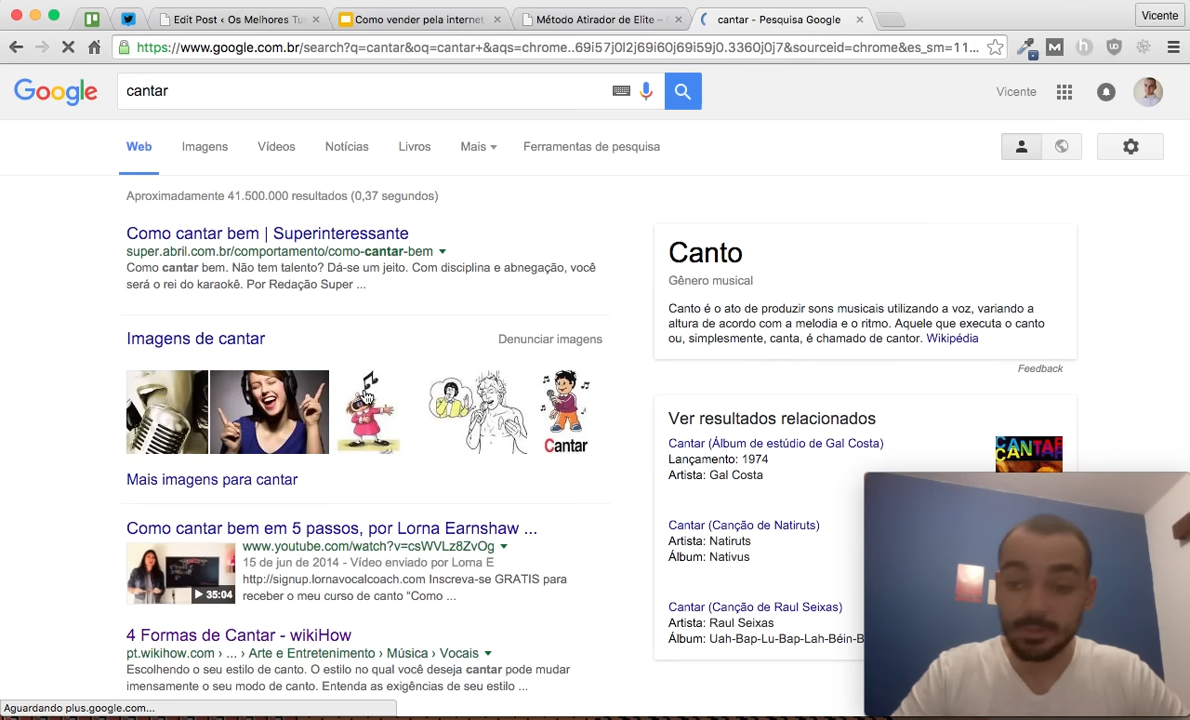 Edit Post ‹ Os Melhores Tu
Como vender pela internet
Método Atirador de Elite –
cantar - Pesquisa Google
Vicente
https://www.google.com.br/search?q=cantar&oq=cantar+&aqs=chrome..69i57j0l2j69i60j69i59j0.3360j0j7&sourceid=chrome&es_sm=11...
Google
cantar
Vicente
Web
Imagens
Vídeos
Notícias
Livros
Mais
Ferramentas de pesquisa
Aproximadamente 41.500.000 resultados (0,37 segundos)
Como cantar bem | Superinteressante
super.abril.com.br/comportamento/como-cantar-bem
Como cantar bem. Não tem talento? Dá-se um jeito. Com disciplina e abnegação, você
será o rei do karaokê. Por Redação Super ...
Imagens de cantar
Denunciar imagens
Cantar
Mais imagens para cantar
Como cantar bem em 5 passos, por Lorna Earnshaw ...
www.youtube.com/watch?v=csWVLz8ZvOg
15 de jun de 2014 - Vídeo enviado por Lorna E
http://signup.lornavocalcoach.com Inscreva-se GRATIS para
receber o meu curso de canto "Como ...
35:04
4 Formas de Cantar - wikiHow
pt.wikihow.com › ... › Arte e Entretenimento › Música › Vocais
Escolhendo o seu estilo de canto. O estilo no qual você deseja cantar pode mudar
imensamente o seu modo de canto. Entenda as exigências de seu estilo ...
Canto
Gênero musical
Canto é o ato de produzir sons musicais utilizando a voz, variando a
altura de acordo com a melodia e o ritmo. Aquele que executa o canto
ou, simplesmente, canta, é chamado de cantor. Wikipédia
Feedback
Ver resultados relacionados
Cantar (Álbum de estúdio de Gal Costa)
Lançamento: 1974
Artista: Gal Costa
CANTAR
Cantar (Canção de Natiruts)
Artista: Natiruts
Álbum: Nativus
Cantar (Canção de Raul Seixas)
Artista: Raul Seixas
Álbum: Uah-Bap-Lu-Bap-Lah-Béin-B
Aguardando plus.google.com...